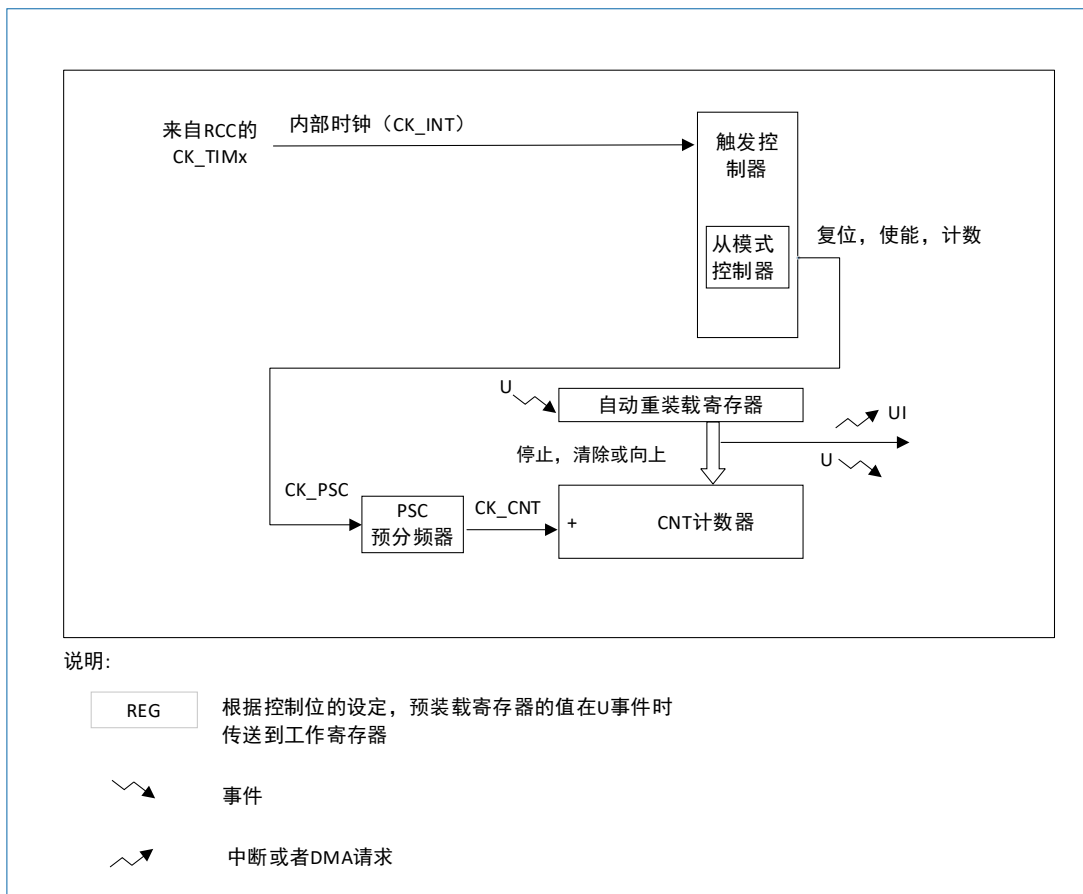 来自RCC的
CK_TIMx
内部时钟（CK_INT）
触发控
制器
从模式
控制器
复位，使能，计数
U
自动重装载寄存器
UI
停止，清除或向上
U
CK_PSC
PSC
预分频器
CK_CNT
+
CNT计数器
说明:
REG
根据控制位的设定，预装载寄存器的值在U事件时
传送到工作寄存器
事件
中断或者DMA请求